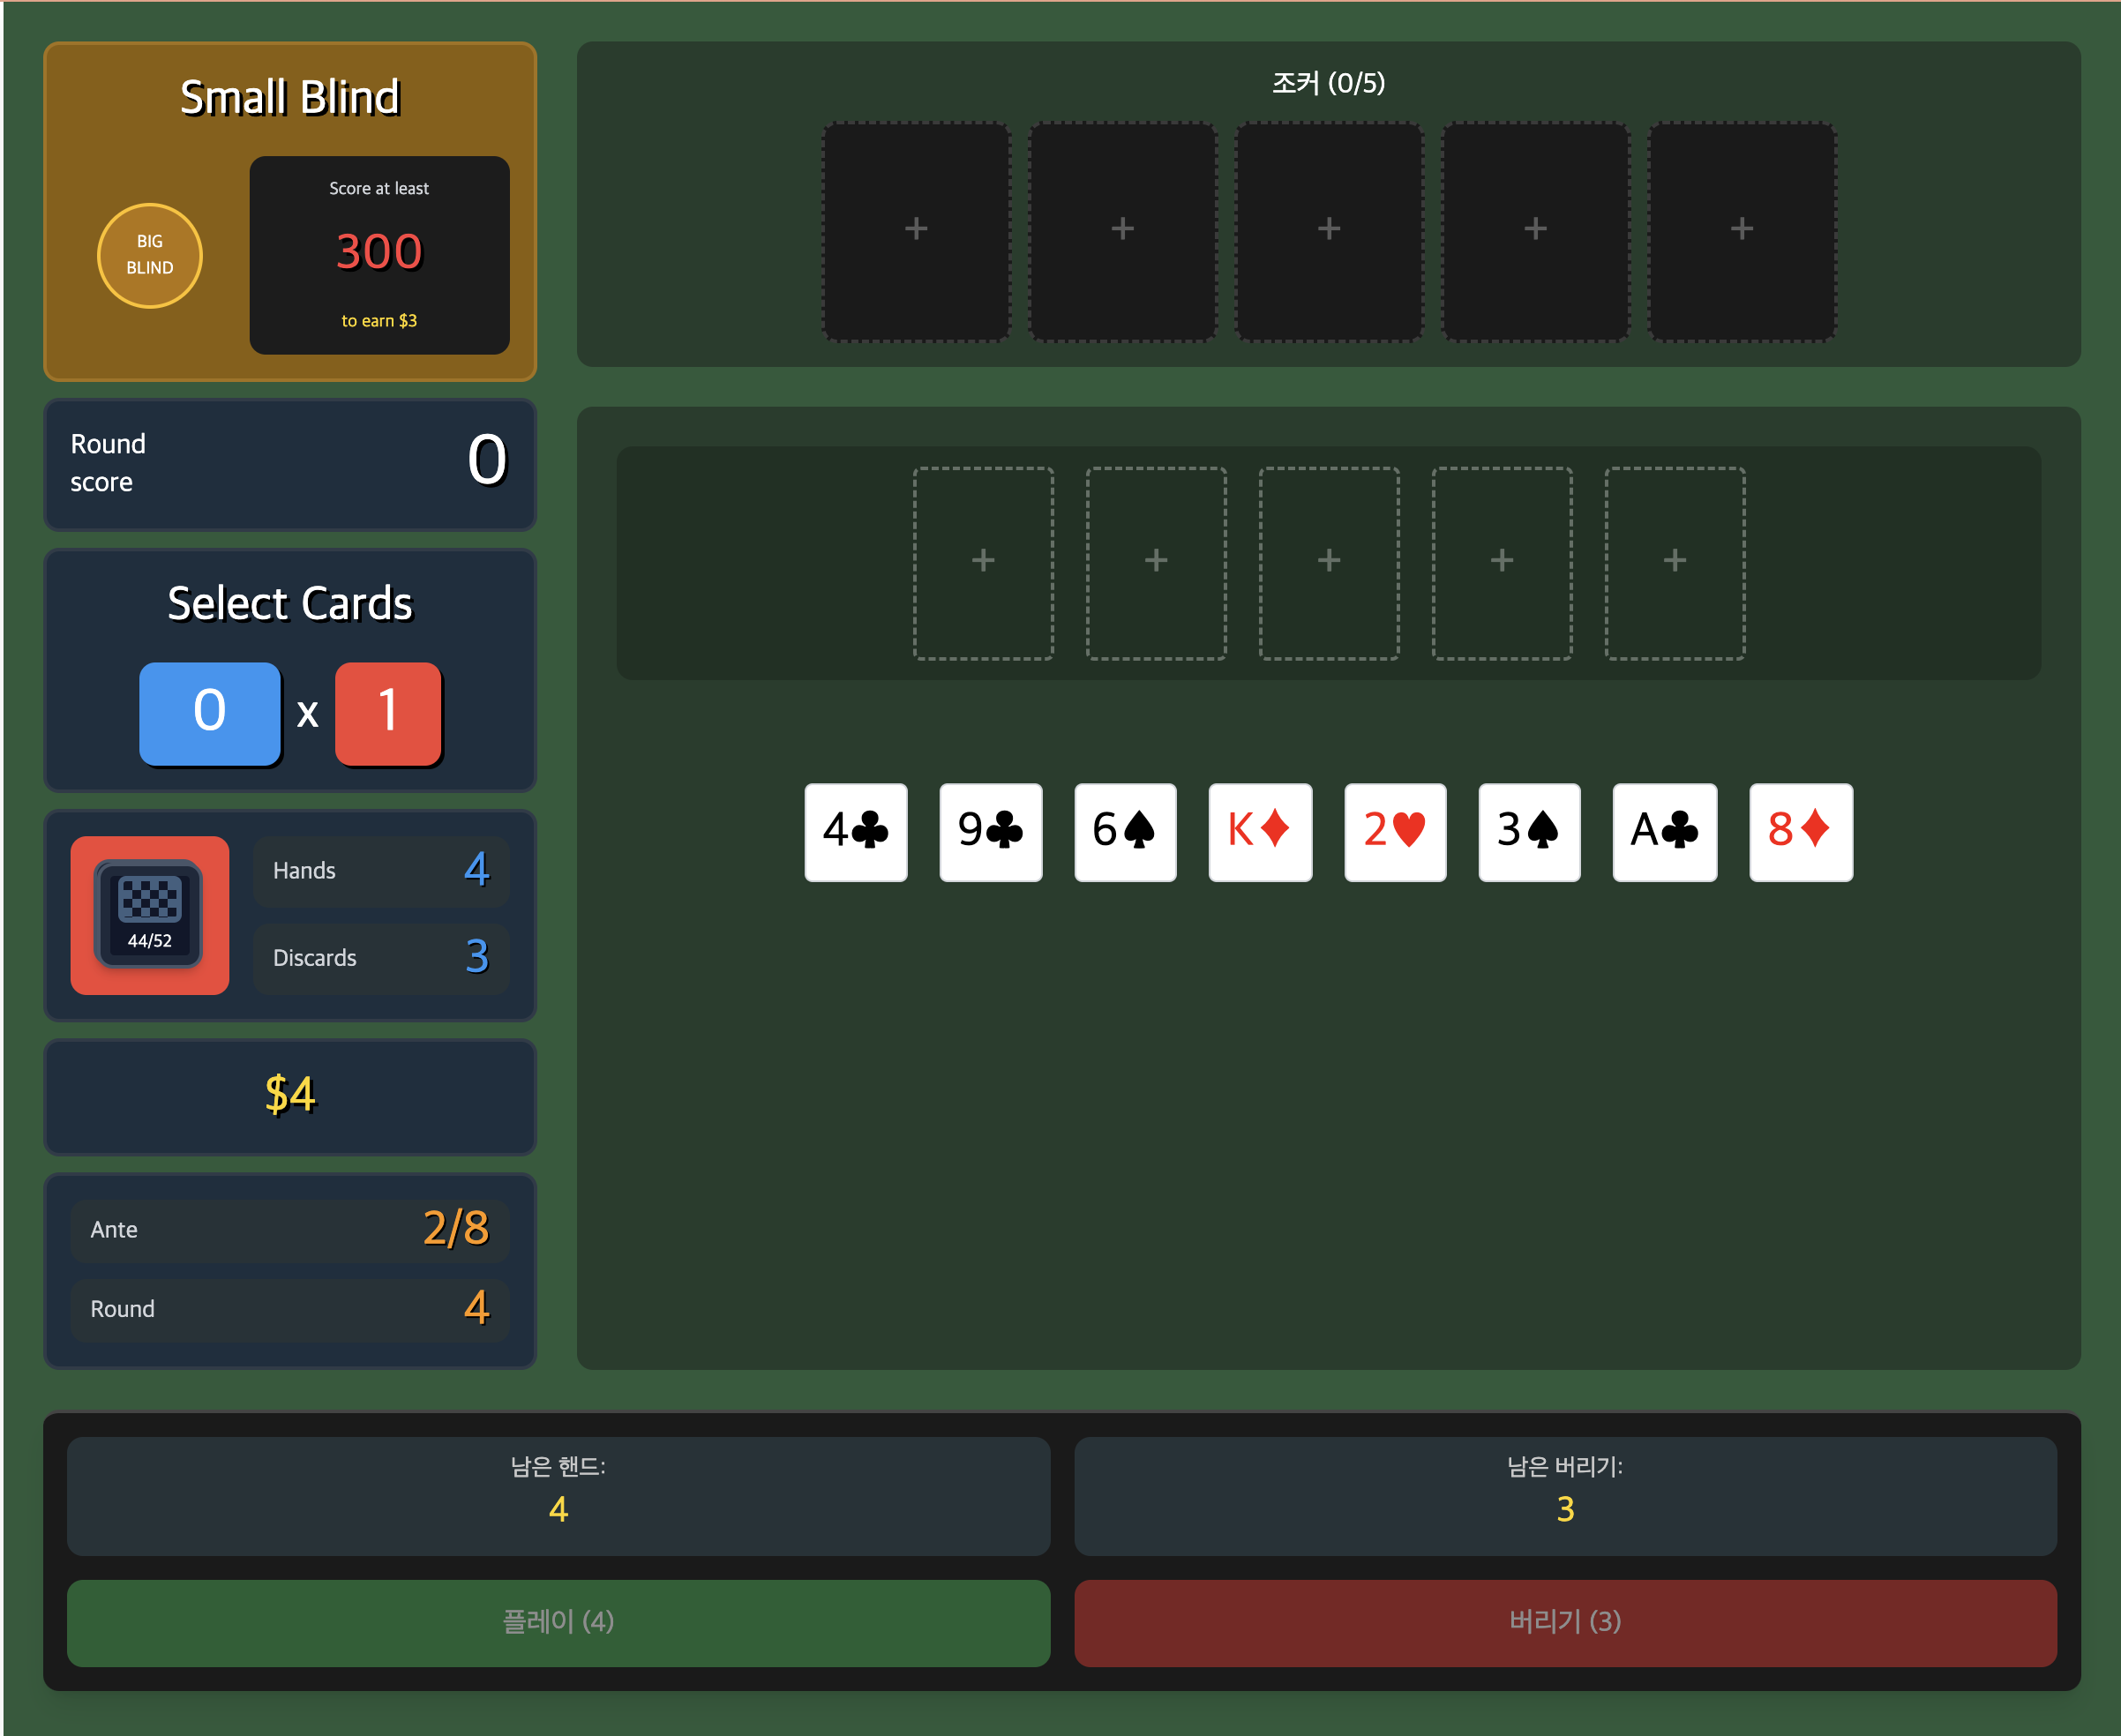 Small Blind
BIG
BLIND
Score at least
300
to earn $3
Round
score
0
Select Cards
0 x 1
44/52
Hands 4
Discards 3
$4
Ante 2/8
Round 4
조커 (0/5)
+ + + + +
+ + + + +
4♣ 9♣ 6♠ K♦ 2♥ 3♠ A♣ 8♦
남은 핸드:
4
남은 버리기:
3
플레이 (4)
버리기 (3)